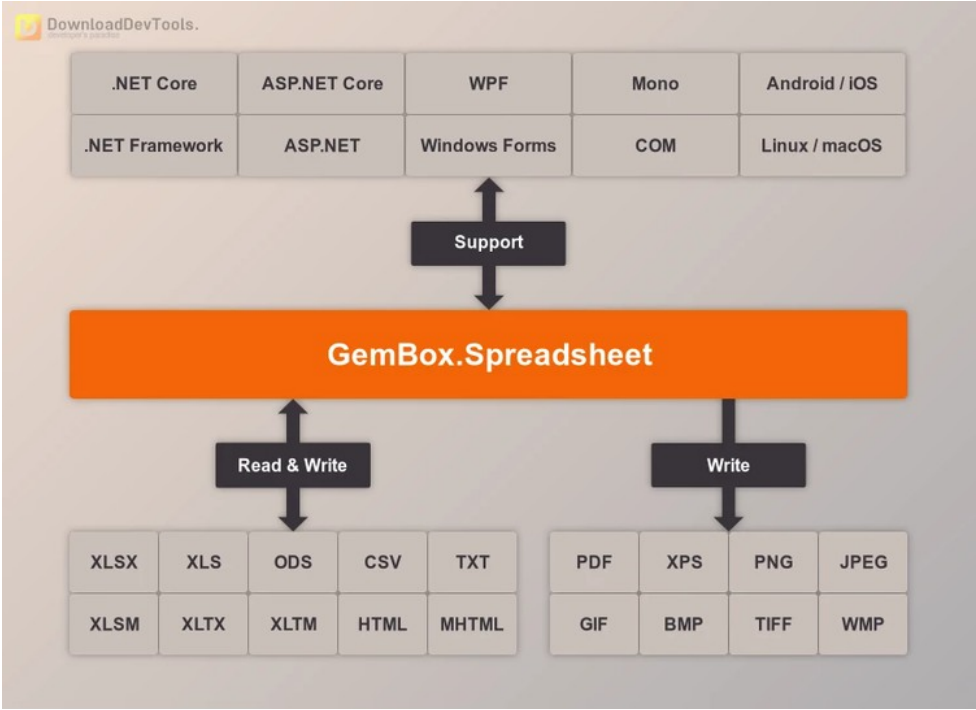 DownloadDevTools.
developer's paradise
.NET Core ASP.NET Core WPF Mono Android / iOS
.NET Framework ASP.NET Windows Forms COM Linux / macOS
Support
GemBox.Spreadsheet
Read & Write Write
XLSX XLS ODS CSV TXT PDF XPS PNG JPEG
XLSM XLTX XLTM HTML MHTML GIF BMP TIFF WMP